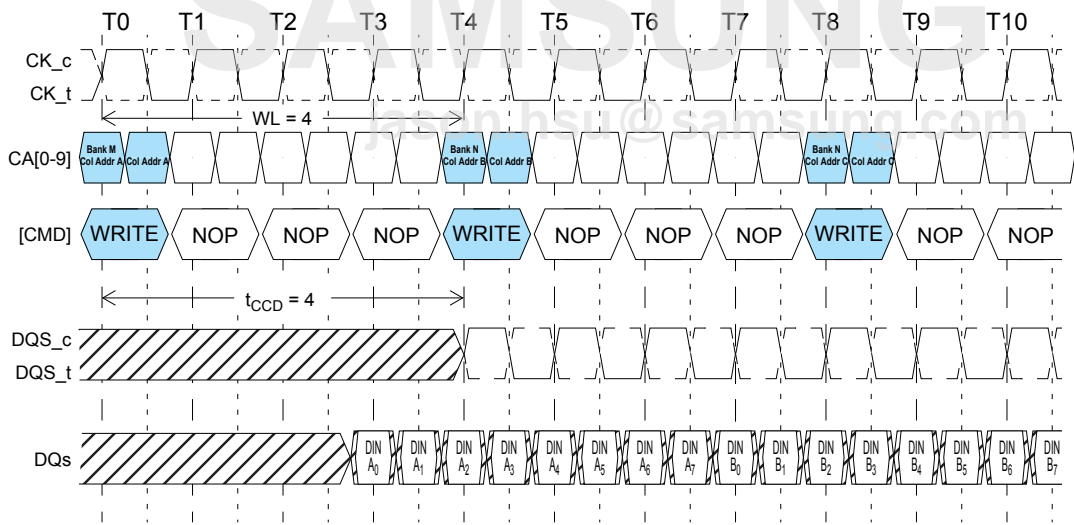 SAMSUNG
T0 T1 T2 T3 T4 T5 T6 T7 T8 T9 T10
CK_c
CK_t
WL = 4
jason.hsu@samsung.com
CA[0-9] Bank M Col Addr A Col Addr A Bank N Col Addr B Col Addr B Bank N Col Addr C Col Addr C
[CMD] WRITE NOP NOP NOP WRITE NOP NOP NOP WRITE NOP NOP
tCCD = 4
DQS_c
DQS_t
DQs DIN A0 DIN A1 DIN A2 DIN A3 DIN A4 DIN A5 DIN A6 DIN A7 DIN B0 DIN B1 DIN B2 DIN B3 DIN B4 DIN B5 DIN B6 DIN B7